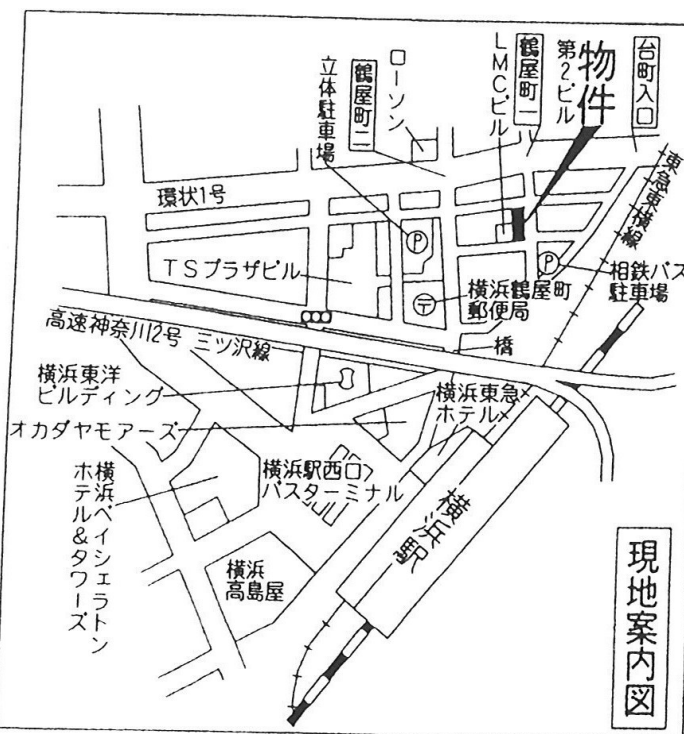 物件
第2ビル
台町入口
鶴屋町一
LMCビル
ローソン
鶴屋町二
立体駐車場
東急東横線
環状1号
P
TSプラザビル
P
相鉄バス
駐車場
〒
横浜鶴屋町
郵便局
高速神奈川2号 三ツ沢線
橋
横浜東洋
ビルディング
横浜東急
ホテル
オカダヤモアーズ
横浜駅西口
バスターミナル
横浜ベイシェラトン
ホテル&タワーズ
横浜駅
横浜
高島屋
現地案内図